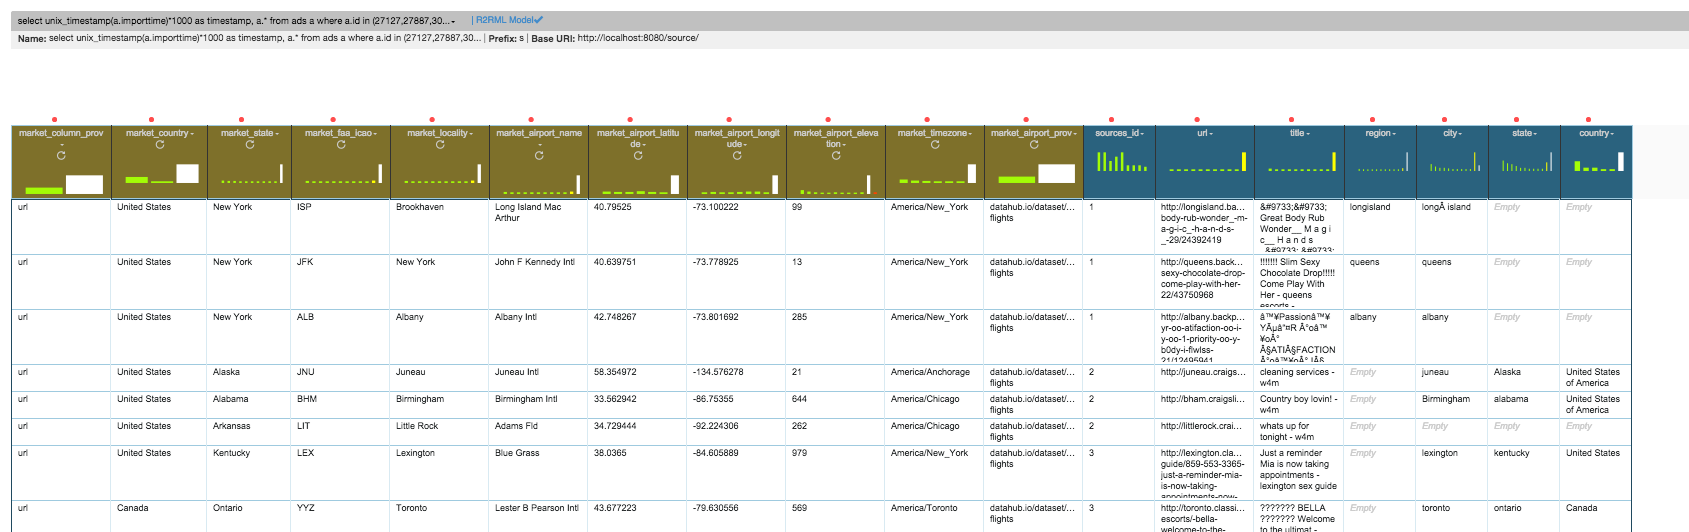 select unix_timestamp(a.importtime)*1000 as timestamp, a.* from ads a where a.id in (27127,27887,30... | R2RML Model
Name: select unix_timestamp(a.importtime)*1000 as timestamp, a.* from ads a where a.id in (27127,27887,30... | Prefix: s | Base URI: http://localhost:8080/source/
market_column_prov market_country market_state market_faa_icao market_locality market_airport_name market_airport_latitu market_airport_longit market_airport_eleva market_timezone market_airport_prov sources_id url title region city state country
de ude tion
url United States New York ISP Brookhaven Long Island Mac 40.79525 -73.100222 99 America/New_York datahub.io/dataset/... 1 http://longisland.ba... &#9733;&#9733; longisland longÂ island Empty Empty
Arthur flights body-rub-wonder_-m- Great Body Rub
a-g-i-c_-h-a-n-d-s- Wonder__ M a g i
_-29/24392419 c__ H a n d s
&#9733; &#9733;
url United States New York JFK New York John F Kennedy Intl 40.639751 -73.778925 13 America/New_York datahub.io/dataset/... 1 http://queens.back... !!!!!!! Slim Sexy queens queens Empty Empty
flights sexy-chocolate-drop- Chocolate Drop!!!!!
come-play-with-her- Come Play With
22/43750968 Her - queens
escorts -
url United States New York ALB Albany Albany Intl 42.748267 -73.801692 285 America/New_York datahub.io/dataset/... 1 http://albany.backp... â™¥Passionâ™¥ albany albany Empty Empty
flights yr-oo-atifaction-oo-i-
y-oo-1-priority-oo-y-
b0dy-i-flwlss-
21/12495941
url United States Alaska JNU Juneau Juneau Intl 58.354972 -134.576278 21 America/Anchorage datahub.io/dataset/... 2 http://juneau.craigs... cleaning services - Empty juneau Alaska United States
flights w4m of America
url United States Alabama BHM Birmingham Birmingham Intl 33.562942 -86.75355 644 America/Chicago datahub.io/dataset/... 2 http://bham.craigsli... Country boy lovin! - Empty Birmingham alabama United States
flights w4m of America
url United States Arkansas LIT Little Rock Adams Fld 34.729444 -92.224306 262 America/Chicago datahub.io/dataset/... 2 http://littlerock.crai... whats up for Empty Empty Empty Empty
flights tonight - w4m
url United States Kentucky LEX Lexington Blue Grass 38.0365 -84.605889 979 America/New_York datahub.io/dataset/... 3 http://lexington.cla... Just a reminder Empty lexington kentucky United States
flights guide/859-553-3365- Mia is now taking
just-a-reminder-mia- appointments -
is-now-taking- lexington sex guide
appointments-now-
url Canada Ontario YYZ Toronto Lester B Pearson Intl 43.677223 -79.630556 569 America/Toronto datahub.io/dataset/... 3 http://toronto.classi... ??????? BELLA Empty toronto ontario Canada
flights escorts/-bella- ??????? Welcome
welcome-to-the- to the ultimat -